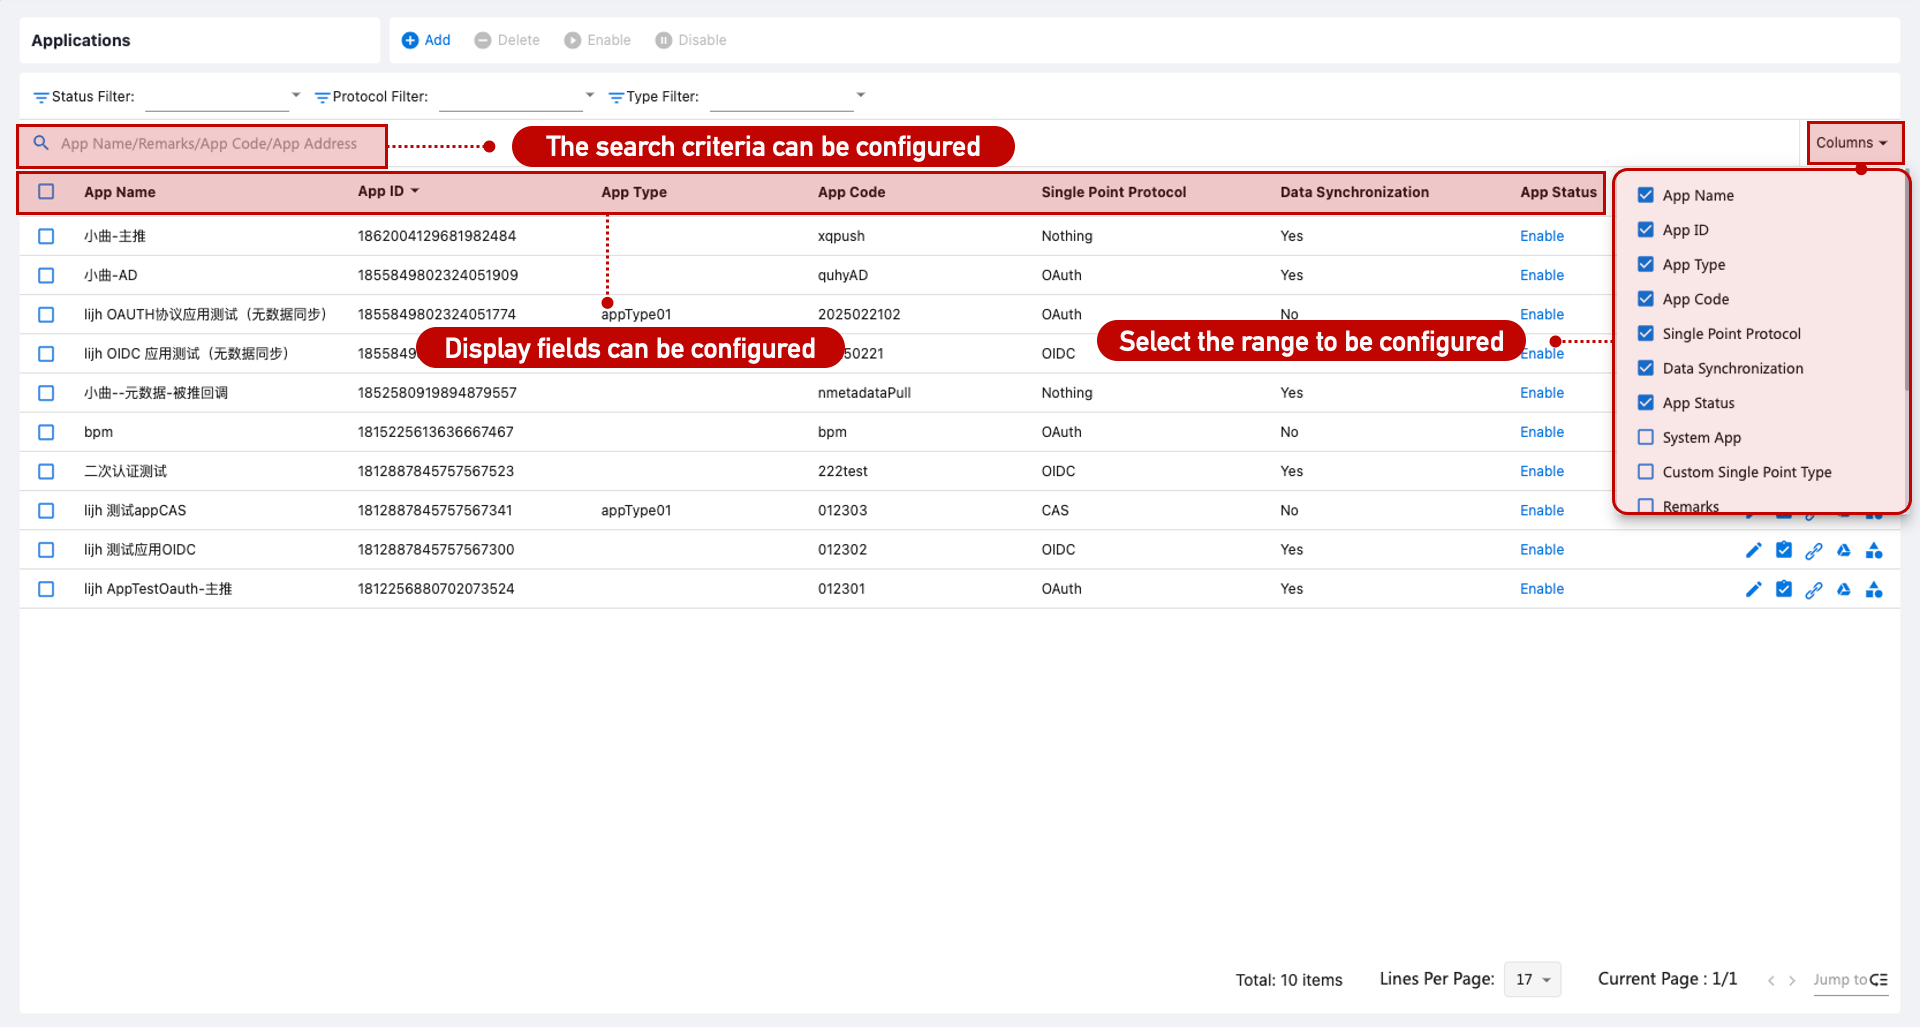 Applications
Add Delete Enable Disable
Status Filter: Protocol Filter: Type Filter:
App Name/Remarks/App Code/App Address
The search criteria can be configured
Columns
App Name App ID App Type App Code Single Point Protocol Data Synchronization App Status
小曲-主推 1862004129681982484 xqpush Nothing Yes Enable
小曲-AD 1855849802324051909 quhyAD OAuth Yes Enable
lijh OAUTH协议应用测试（无数据同步） 1855849802324051774 appType01 2025022102 OAuth No Enable
lijh OIDC 应用测试（无数据同步） 185584 50221 OIDC Enable
Display fields can be configured
Select the range to be configured
小曲--元数据-被推回调 1852580919894879557 nmetadataPull Nothing Yes Enable
bpm 1815225613636667467 bpm OAuth No Enable
二次认证测试 1812887845757567523 222test OIDC Yes Enable
lijh 测试appCAS 1812887845757567341 appType01 012303 CAS No Enable
lijh 测试应用OIDC 1812887845757567300 012302 OIDC Yes Enable
lijh AppTestOauth-主推 1812256880702073524 012301 OAuth Yes Enable
App Name
App ID
App Type
App Code
Single Point Protocol
Data Synchronization
App Status
System App
Custom Single Point Type
Remarks
Total: 10 items Lines Per Page: 17 Current Page : 1/1 < > Jump to